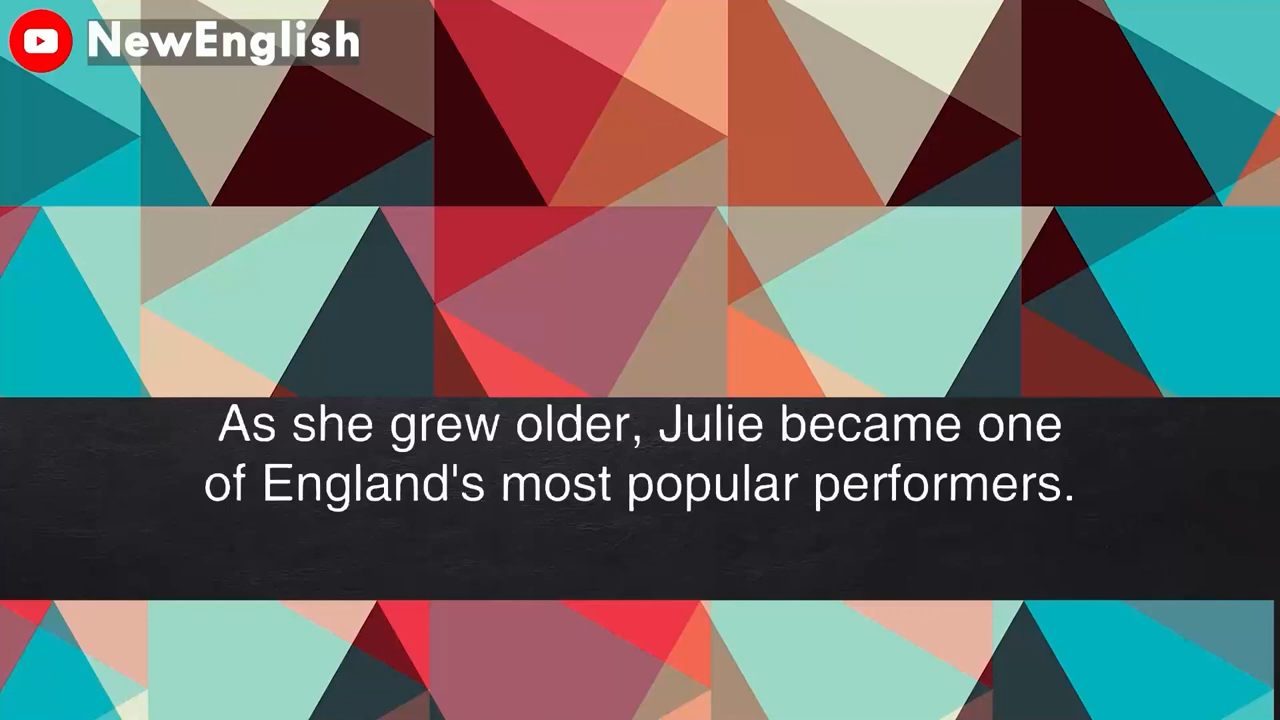 NewEnglish
As she grew older, Julie became one
of England's most popular performers.